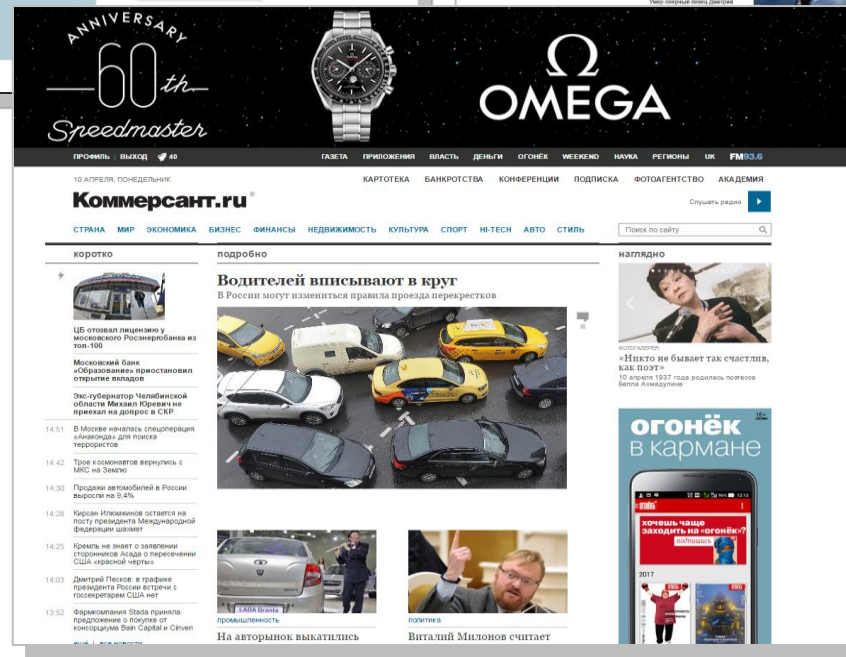 Умер оперный певец Дмитрий
ANNIVERSARY
60th
Speedmaster
Ω
OMEGA
ПРОФИЛЬ | ВЫХОД 40
ГАЗЕТА ПРИЛОЖЕНИЯ ВЛАСТЬ ДЕНЬГИ ОГОНЁК WEEKEND НАУКА РЕГИОНЫ UK FM93.6
10 АПРЕЛЯ, ПОНЕДЕЛЬНИК
КАРТОТЕКА БАНКРОТСТВА КОНФЕРЕНЦИИ ПОДПИСКА ФОТОАГЕНТСТВО АКАДЕМИЯ
Коммерсант.ru®
Слушать радио
СТРАНА МИР ЭКОНОМИКА БИЗНЕС ФИНАНСЫ НЕДВИЖИМОСТЬ КУЛЬТУРА СПОРТ HI-TECH АВТО СТИЛЬ
Поиск по сайту
коротко
ЦБ отозвал лицензию у
московского Росэнергобанка из
топ-100
Московский банк
«Образование» приостановил
открытие вкладов
Экс-губернатор Челябинской
области Михаил Юревич не
приехал на допрос в СКР
14:51 В Москве началась спецоперация
«Анаконда» для поиска
террористов
14:42 Трое космонавтов вернулись с
МКС на Землю
14:30 Продажи автомобилей в России
выросли на 9,4%
14:28 Кирсан Илюмжинов остается на
посту президента Международной
федерации шахмат
14:25 Кремль не знает о заявлении
сторонников Асада о пересечении
США «красной черты»
14:03 Дмитрий Песков: в графике
президента России встречи с
госсекретарем США нет
13:52 Фармкомпания Stada приняла
предложение о покупке от
консорциума Bain Capital и Cinven
ещё | все новости
подробно
Водителей вписывают в круг
В России могут измениться правила проезда перекрестков
LADA Granta
промышленность
На авторынок выкатились
политика
Виталий Милонов считает
наглядно
ФОТОГАЛЕРЕЯ
«Никто не бывает так счастлив,
как поэт»
10 апреля 1937 года родилась поэтесса
Белла Ахмадулина
огонёк
в кармане
16+
хочешь чаще
заходить на «огонёк»?
подпишись
2017